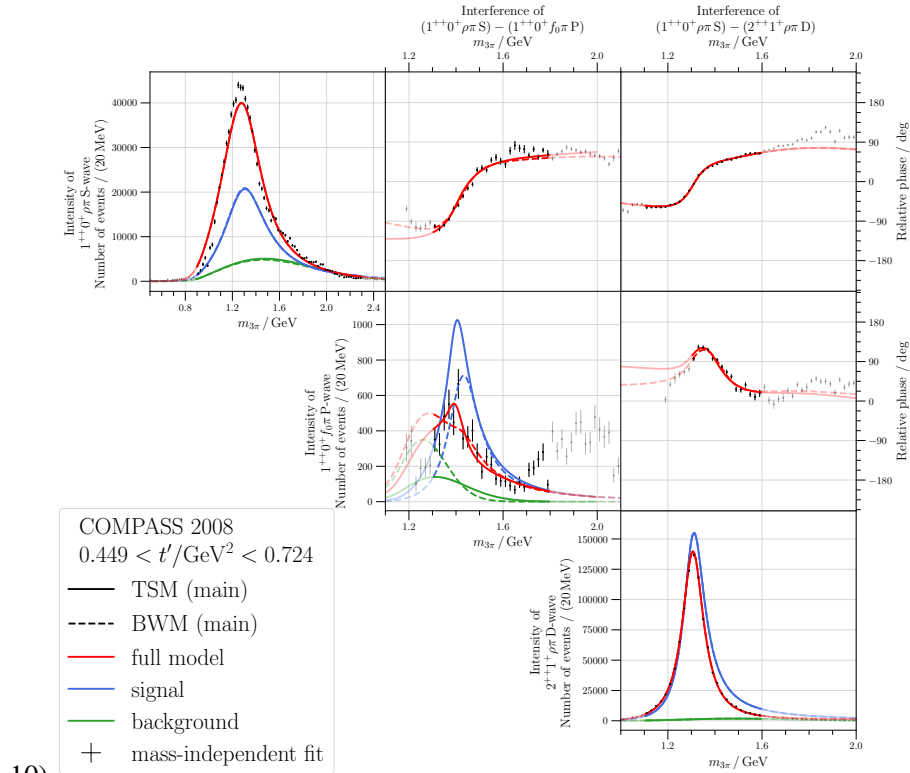 Interference of
(1⁺⁺0⁺ρπ S) − (1⁺⁺0⁺f₀π P)
m₃π / GeV
1.2 1.6 2.0
Interference of
(1⁺⁺0⁺ρπ S) − (2⁺⁺1⁺ρπ D)
m₃π / GeV
1.2 1.6 2.0
Intensity of
1⁺⁺0⁺ρπ S-wave
Number of events / (20 MeV)
40000
30000
20000
10000
0
0.8 1.2 1.6 2.0 2.4
m₃π / GeV
180
90
0
−90
−180
Relative phase / deg
Intensity of
1⁺⁺0⁺f₀π P-wave
Number of events / (20 MeV)
1000
800
600
400
200
0
1.2 1.6 2.0
m₃π / GeV
180
90
0
−90
−180
Relative phase / deg
Intensity of
2⁺⁺1⁺ρπ D-wave
Number of events / (20 MeV)
150000
125000
100000
75000
50000
25000
0
1.2 1.6 2.0
m₃π / GeV
COMPASS 2008
0.449 < t′/GeV² < 0.724
TSM (main)
BWM (main)
full model
signal
background
mass-independent fit